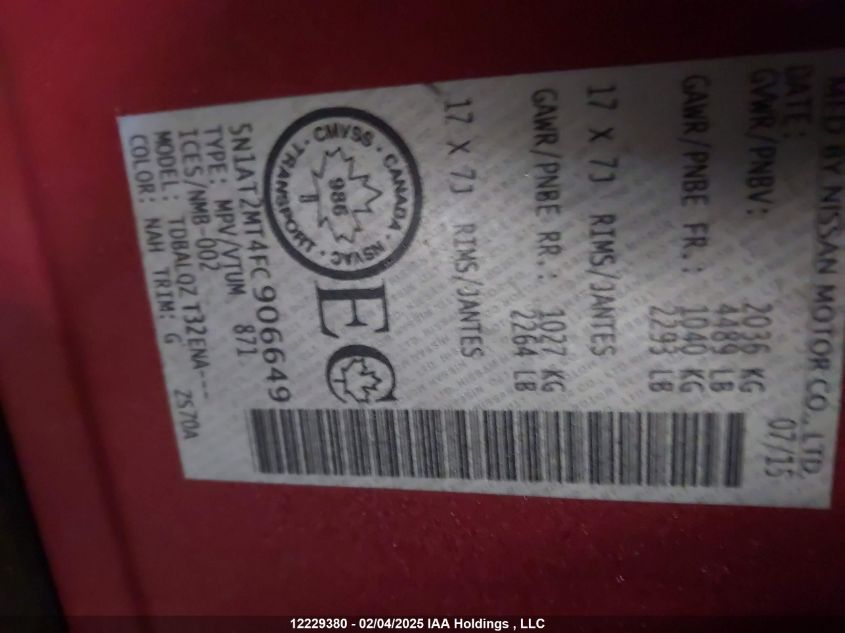 MFD BY NISSAN MOTOR CO., LTD.
DATE: 07/15
GVWR/PNBV: 2036 KG
4489 LB
GAWR/PNBE FR.: 1040 KG
2293 LB
17 X 7J RIMS/JANTES
GAWR/PNBE RR.: 1027 KG
2264 LB
17 X 7J RIMS/JANTES
CMVSS · CANADA · NSVAC · TRANSPORT ·
986
EC
5N1AT2MT4FC906649
TYPE: MPV/VTUM 871
ICES/NMB-002
MODEL: TDBALQZ T32ENA---
COLOR: NAH TRIM: G 2570A
12229380 - 02/04/2025 IAA Holdings , LLC